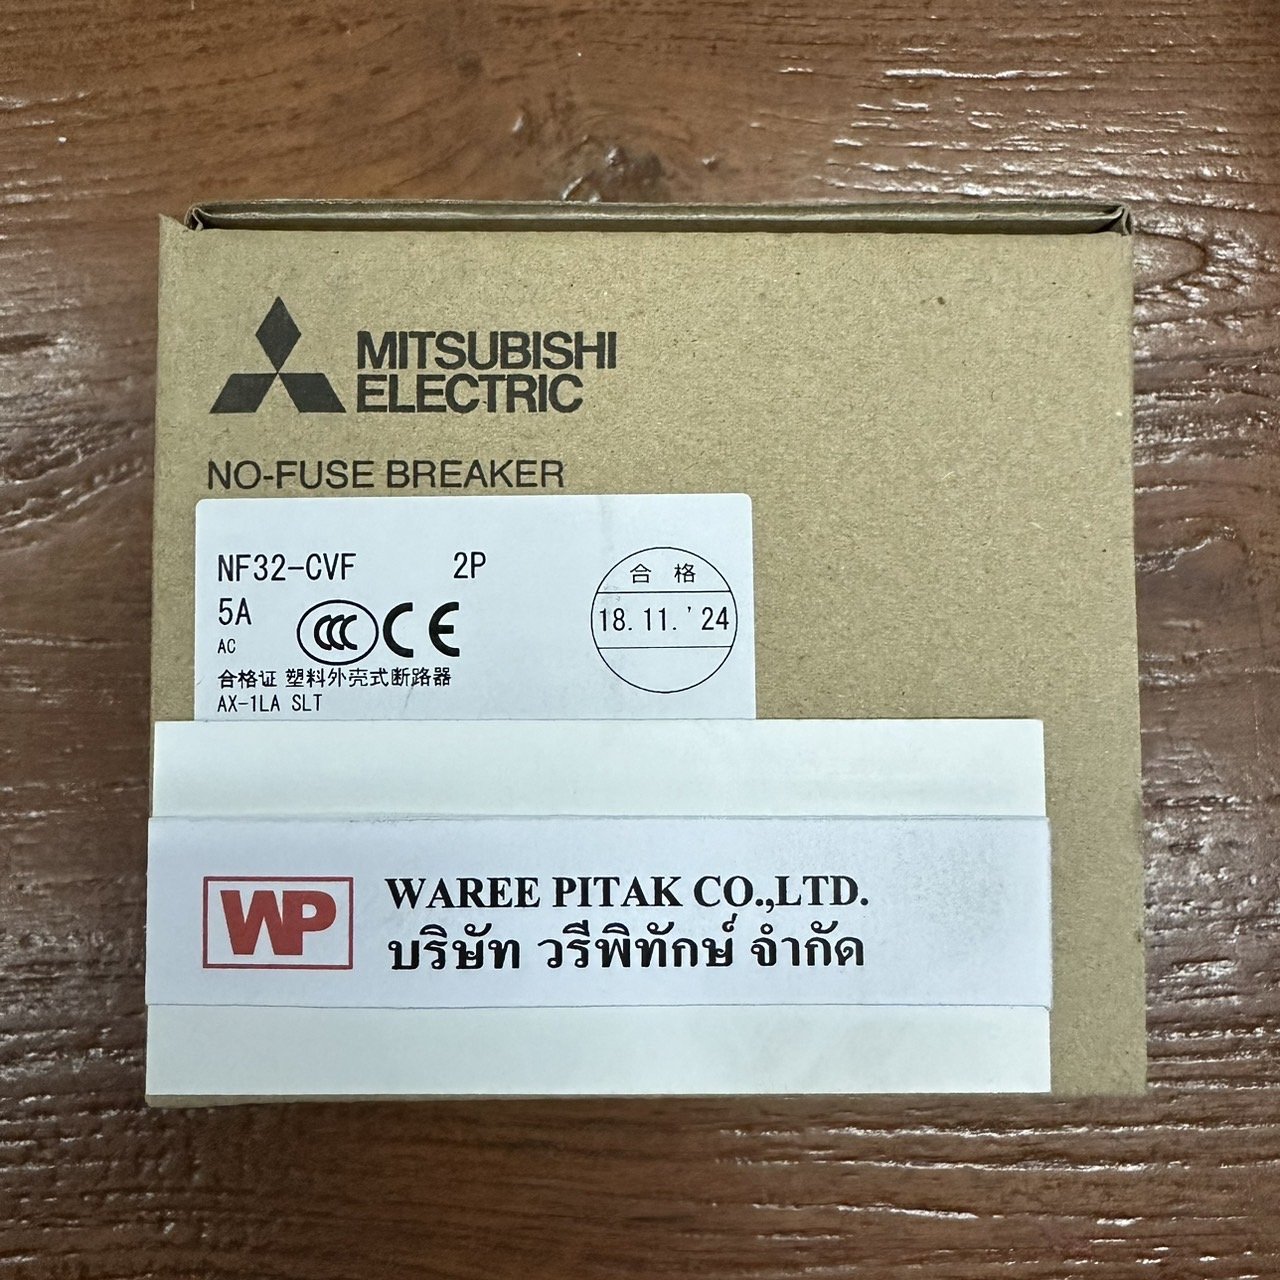 MITSUBISHI
ELECTRIC
NO-FUSE BREAKER
NF32-CVF 2P
5A
AC
CCC CE
合格
18.11.'24
合格证 塑料外壳式断路器
AX-1LA SLT
WP
WAREE PITAK CO.,LTD.
บริษัท วรีพิทักษ์ จำกัด